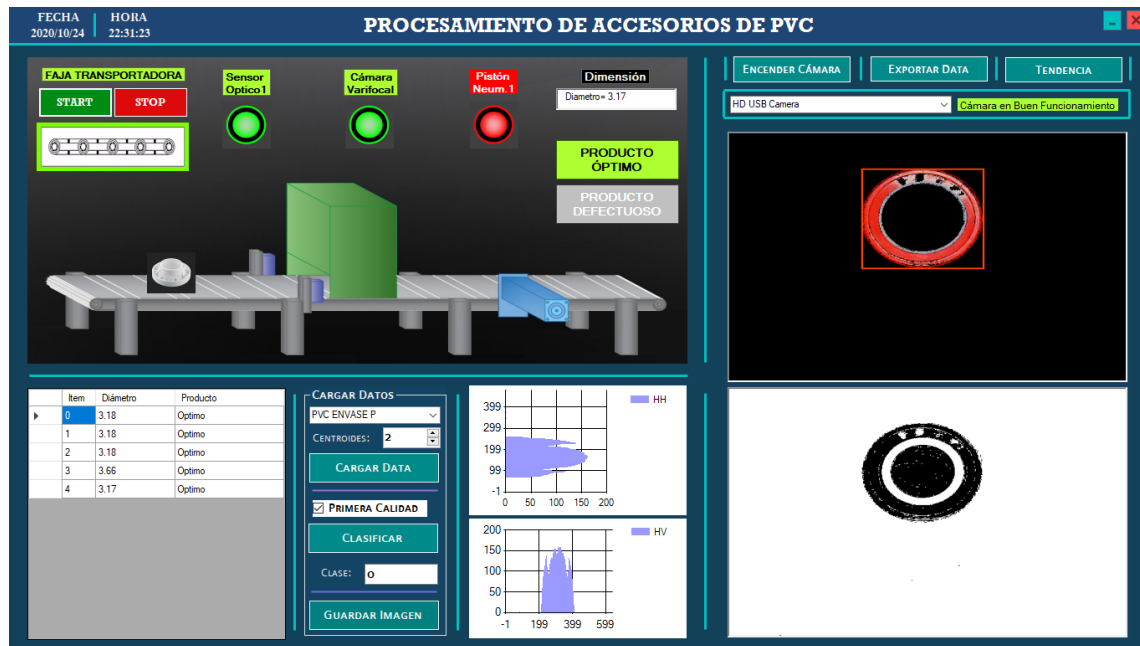 FECHA HORA
2020/10/24 22:31:23
PROCESAMIENTO DE ACCESORIOS DE PVC
FAJA TRANSPORTADORA
START STOP
Sensor
Optico1
Cámara
Varifocal
Pistón
Neum.1
Dimensión
Diametro= 3.17
PRODUCTO
ÓPTIMO
PRODUCTO
DEFECTUOSO
ENCENDER CÁMARA EXPORTAR DATA TENDENCIA
HD USB Camera Cámara en Buen Funcionamiento
Item Diámetro Producto
0 3.18 Optimo
1 3.18 Optimo
2 3.18 Optimo
3 3.66 Optimo
4 3.17 Optimo
CARGAR DATOS
PVC ENVASE P
CENTROIDES: 2
CARGAR DATA
PRIMERA CALIDAD
CLASIFICAR
CLASE: 0
GUARDAR IMAGEN
HH
399
299
199
99
-1
0 50 100 150 200
HV
200
150
100
50
0
-1 199 399 599